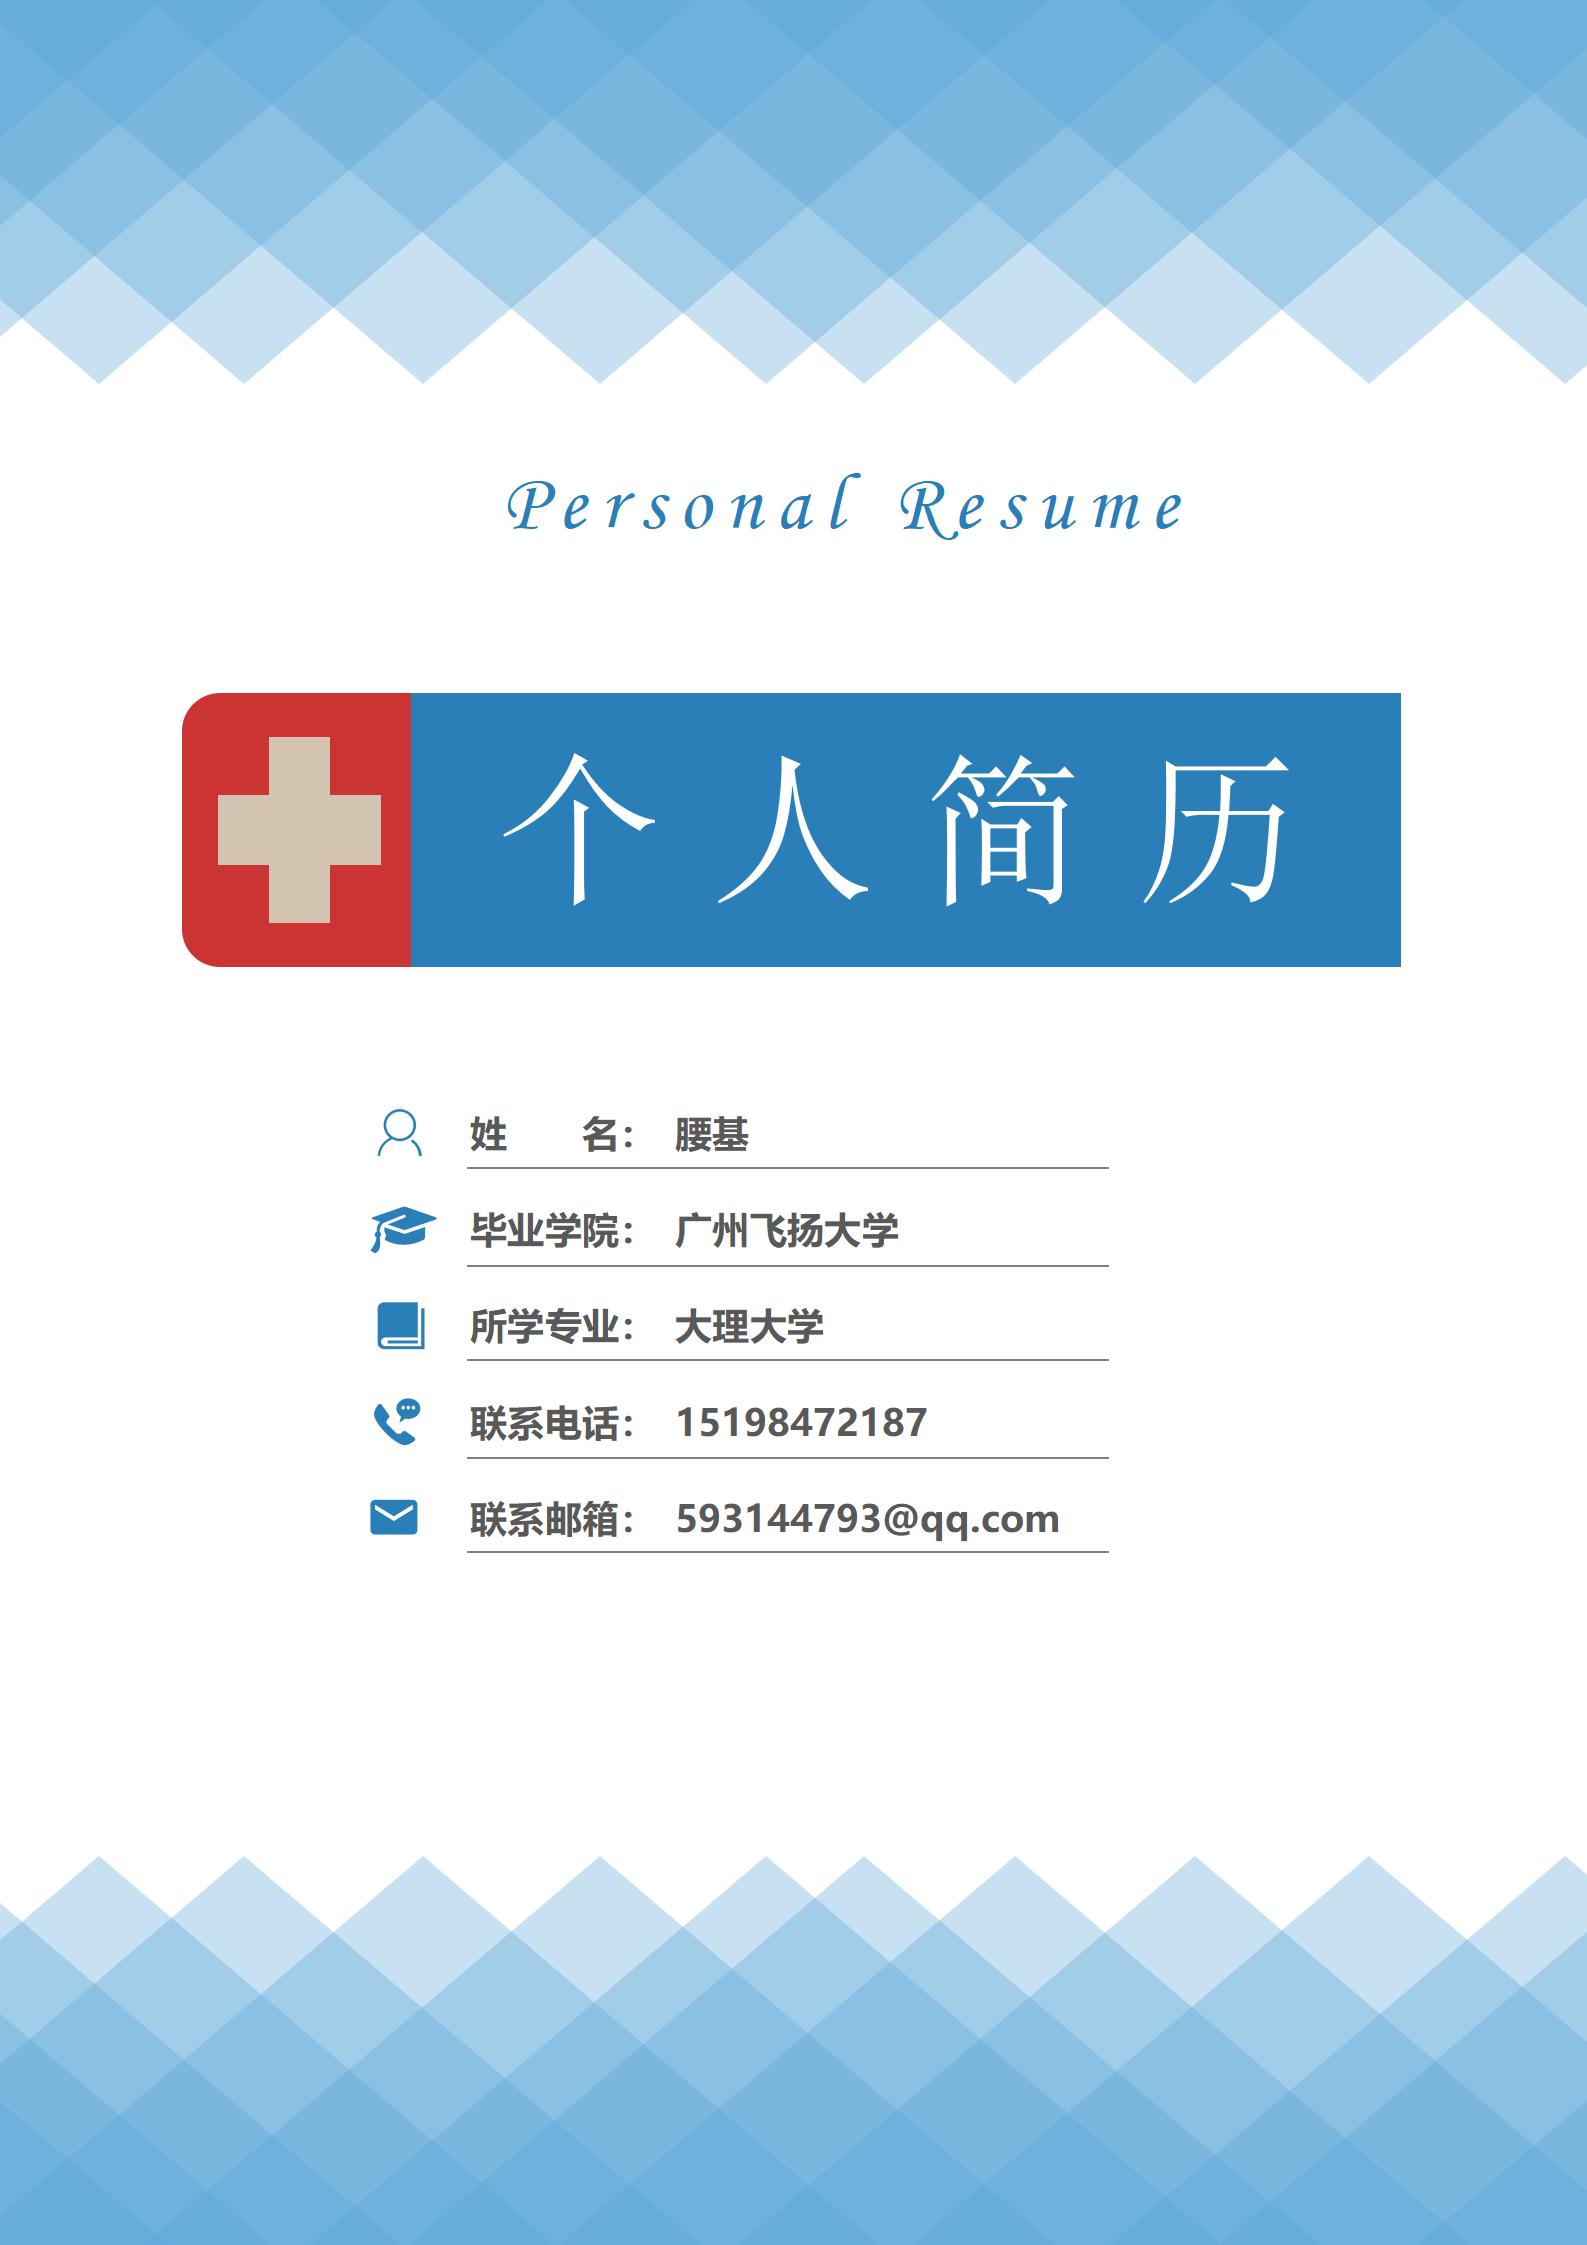 Personal Resume
个人简历
姓　　名： 腰基
毕业学院： 广州飞扬大学
所学专业： 大理大学
联系电话： 15198472187
联系邮箱： 593144793@qq.com